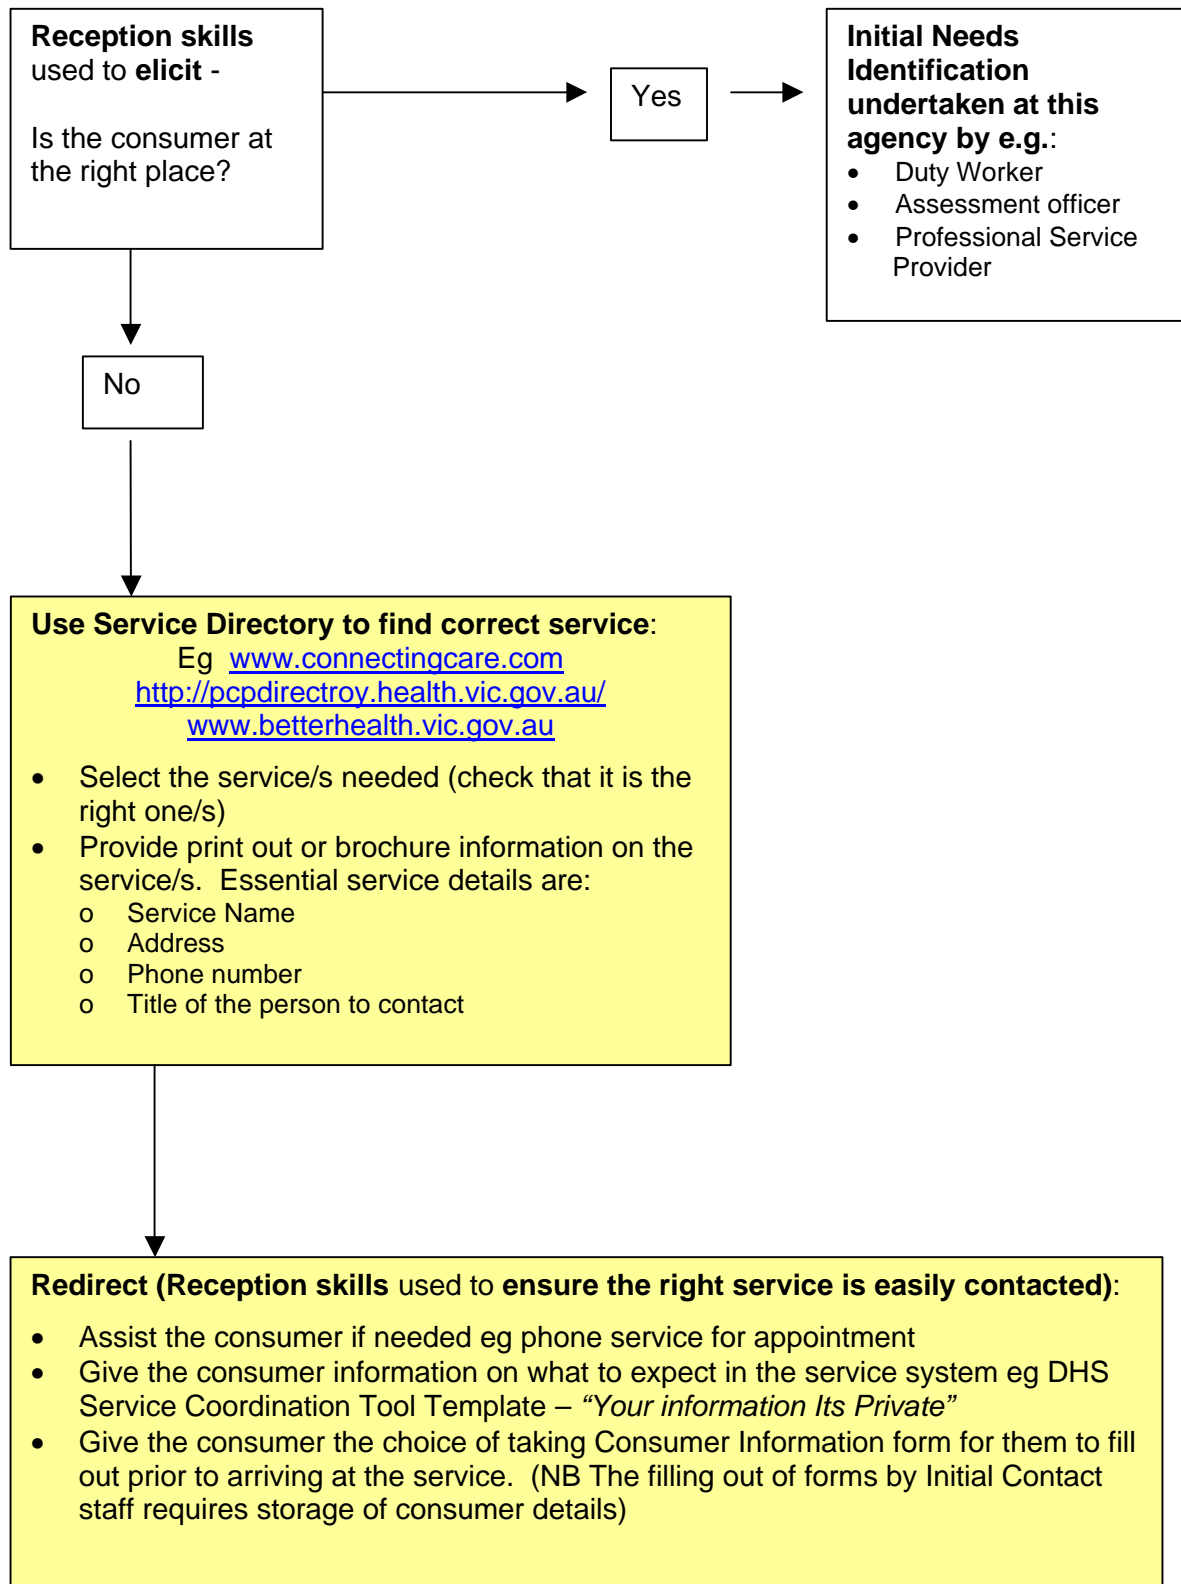 Reception skills
used to elicit -
Is the consumer at
the right place?
Yes
Initial Needs
Identification
undertaken at this
agency by e.g.:
• Duty Worker
• Assessment officer
• Professional Service
Provider
No
Use Service Directory to find correct service:
Eg www.connectingcare.com
http://pcpdirectroy.health.vic.gov.au/
www.betterhealth.vic.gov.au
• Select the service/s needed (check that it is the
right one/s)
• Provide print out or brochure information on the
service/s. Essential service details are:
o Service Name
o Address
o Phone number
o Title of the person to contact
Redirect (Reception skills used to ensure the right service is easily contacted):
• Assist the consumer if needed eg phone service for appointment
• Give the consumer information on what to expect in the service system eg DHS
Service Coordination Tool Template – “Your information Its Private”
• Give the consumer the choice of taking Consumer Information form for them to fill
out prior to arriving at the service. (NB The filling out of forms by Initial Contact
staff requires storage of consumer details)